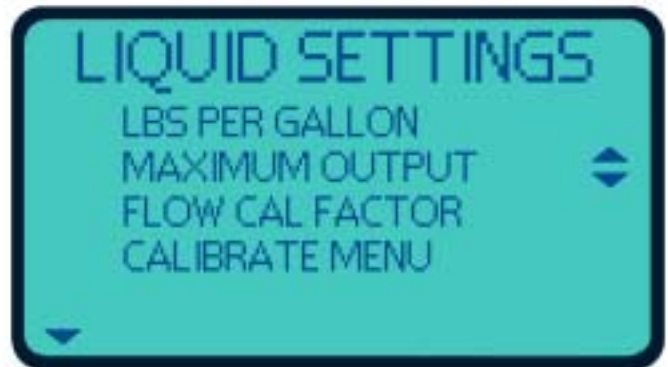 LIQUID SETTINGS
LBS PER GALLON
MAXIMUM OUTPUT
FLOW CAL FACTOR
CALIBRATE MENU